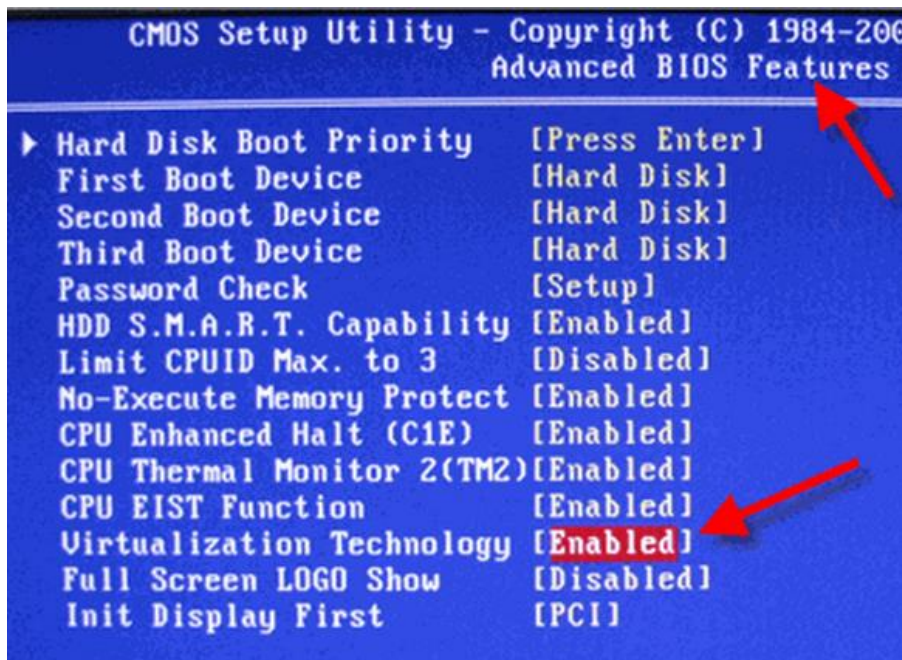 CMOS Setup Utility - Copyright (C) 1984-200
Advanced BIOS Features
Hard Disk Boot Priority [Press Enter]
First Boot Device [Hard Disk]
Second Boot Device [Hard Disk]
Third Boot Device [Hard Disk]
Password Check [Setup]
HDD S.M.A.R.T. Capability [Enabled]
Limit CPUID Max. to 3 [Disabled]
No-Execute Memory Protect [Enabled]
CPU Enhanced Halt (C1E) [Enabled]
CPU Thermal Monitor 2(TM2)[Enabled]
CPU EIST Function [Enabled]
Virtualization Technology [Enabled]
Full Screen LOGO Show [Disabled]
Init Display First [PCI]